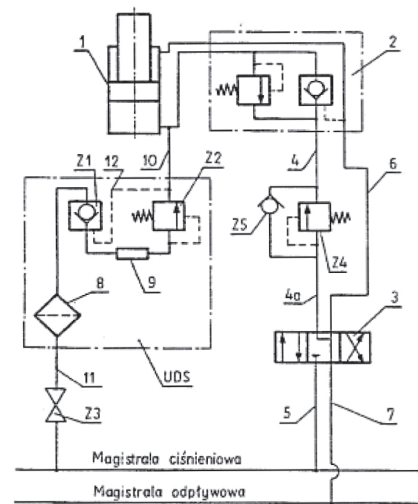 1
2
Z1
12
10
Z2
4
6
Z5
Z4
8
9
4a
3
11
UDS
Z3
5
7
Magistrala ciśnieniowa
Magistrala odpływowa